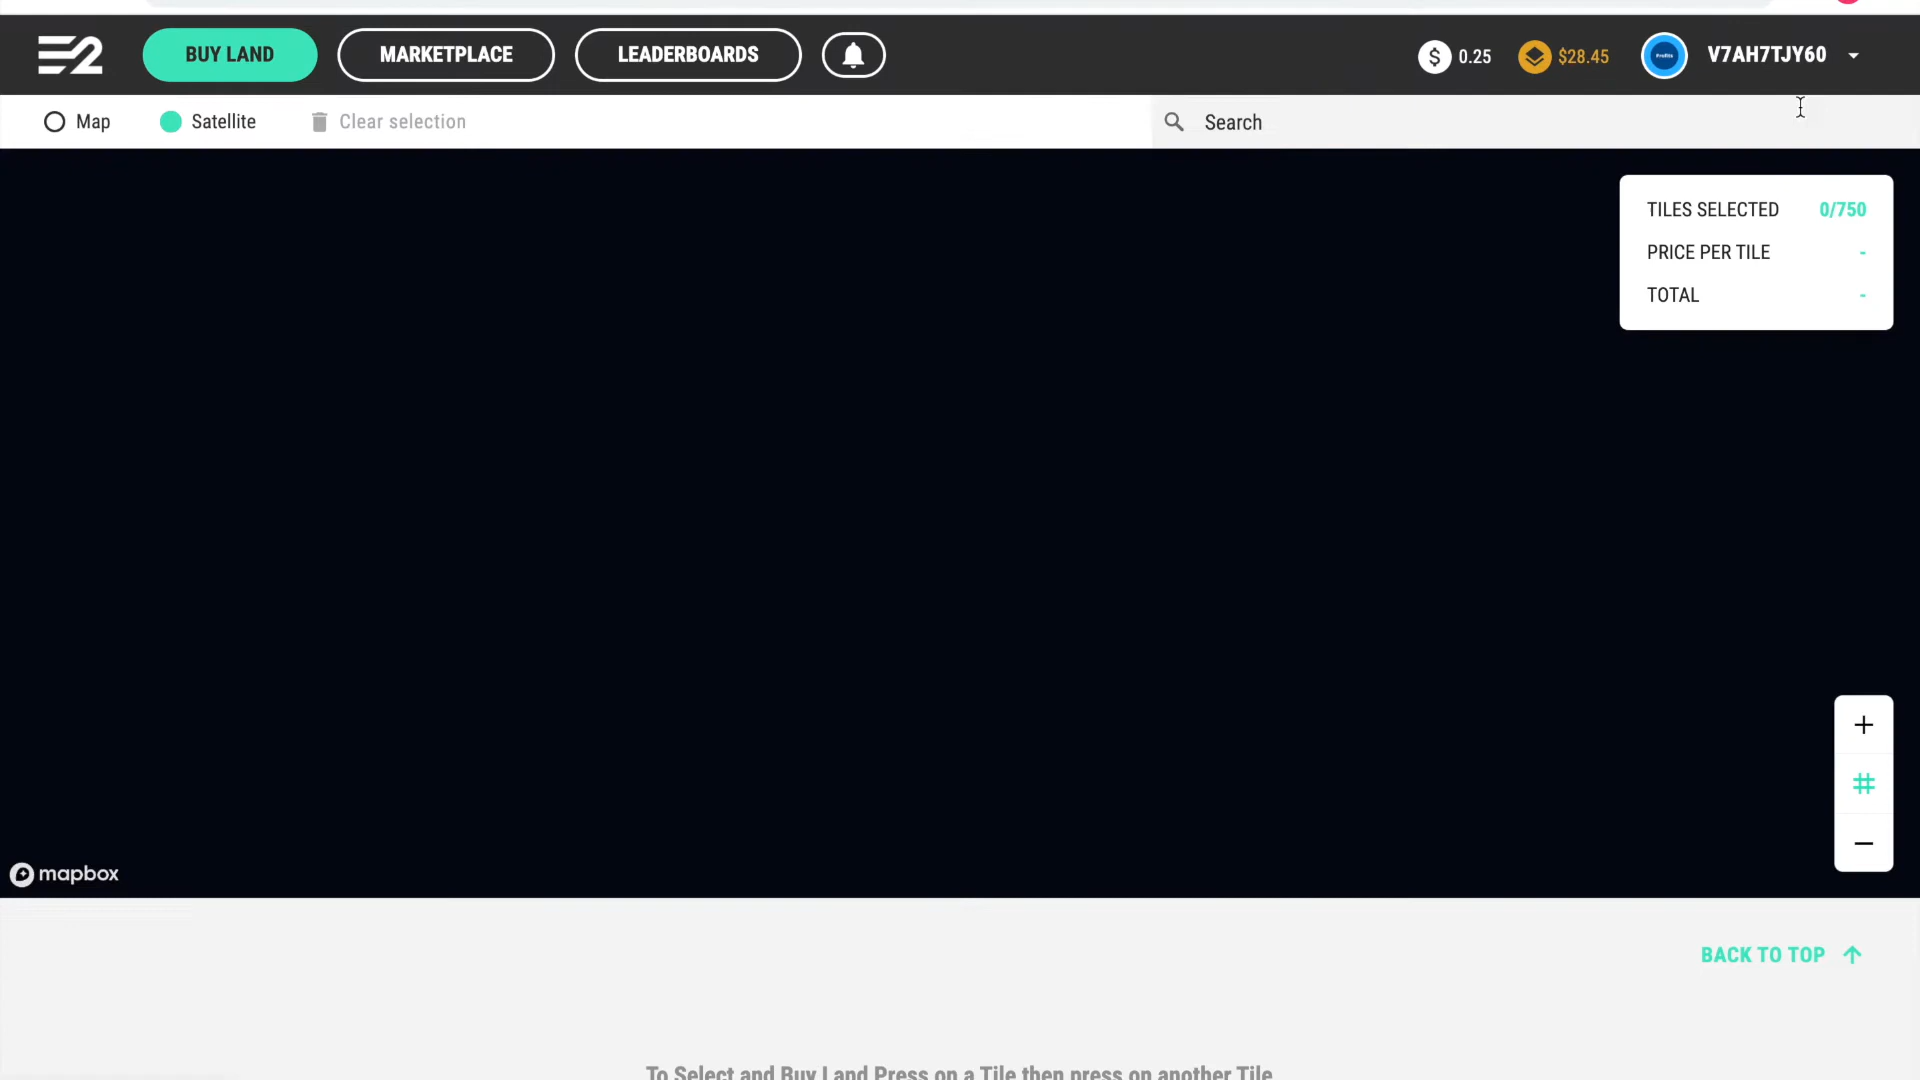 E2 BUY LAND MARKETPLACE LEADERBOARDS $ 0.25 $28.45 Profits V7AH7TJY60
Map Satellite Clear selection Search
TILES SELECTED 0/750
PRICE PER TILE -
TOTAL -
+
#
−
mapbox
BACK TO TOP ↑
To Select and Buy Land Press on a Tile then press on another Tile